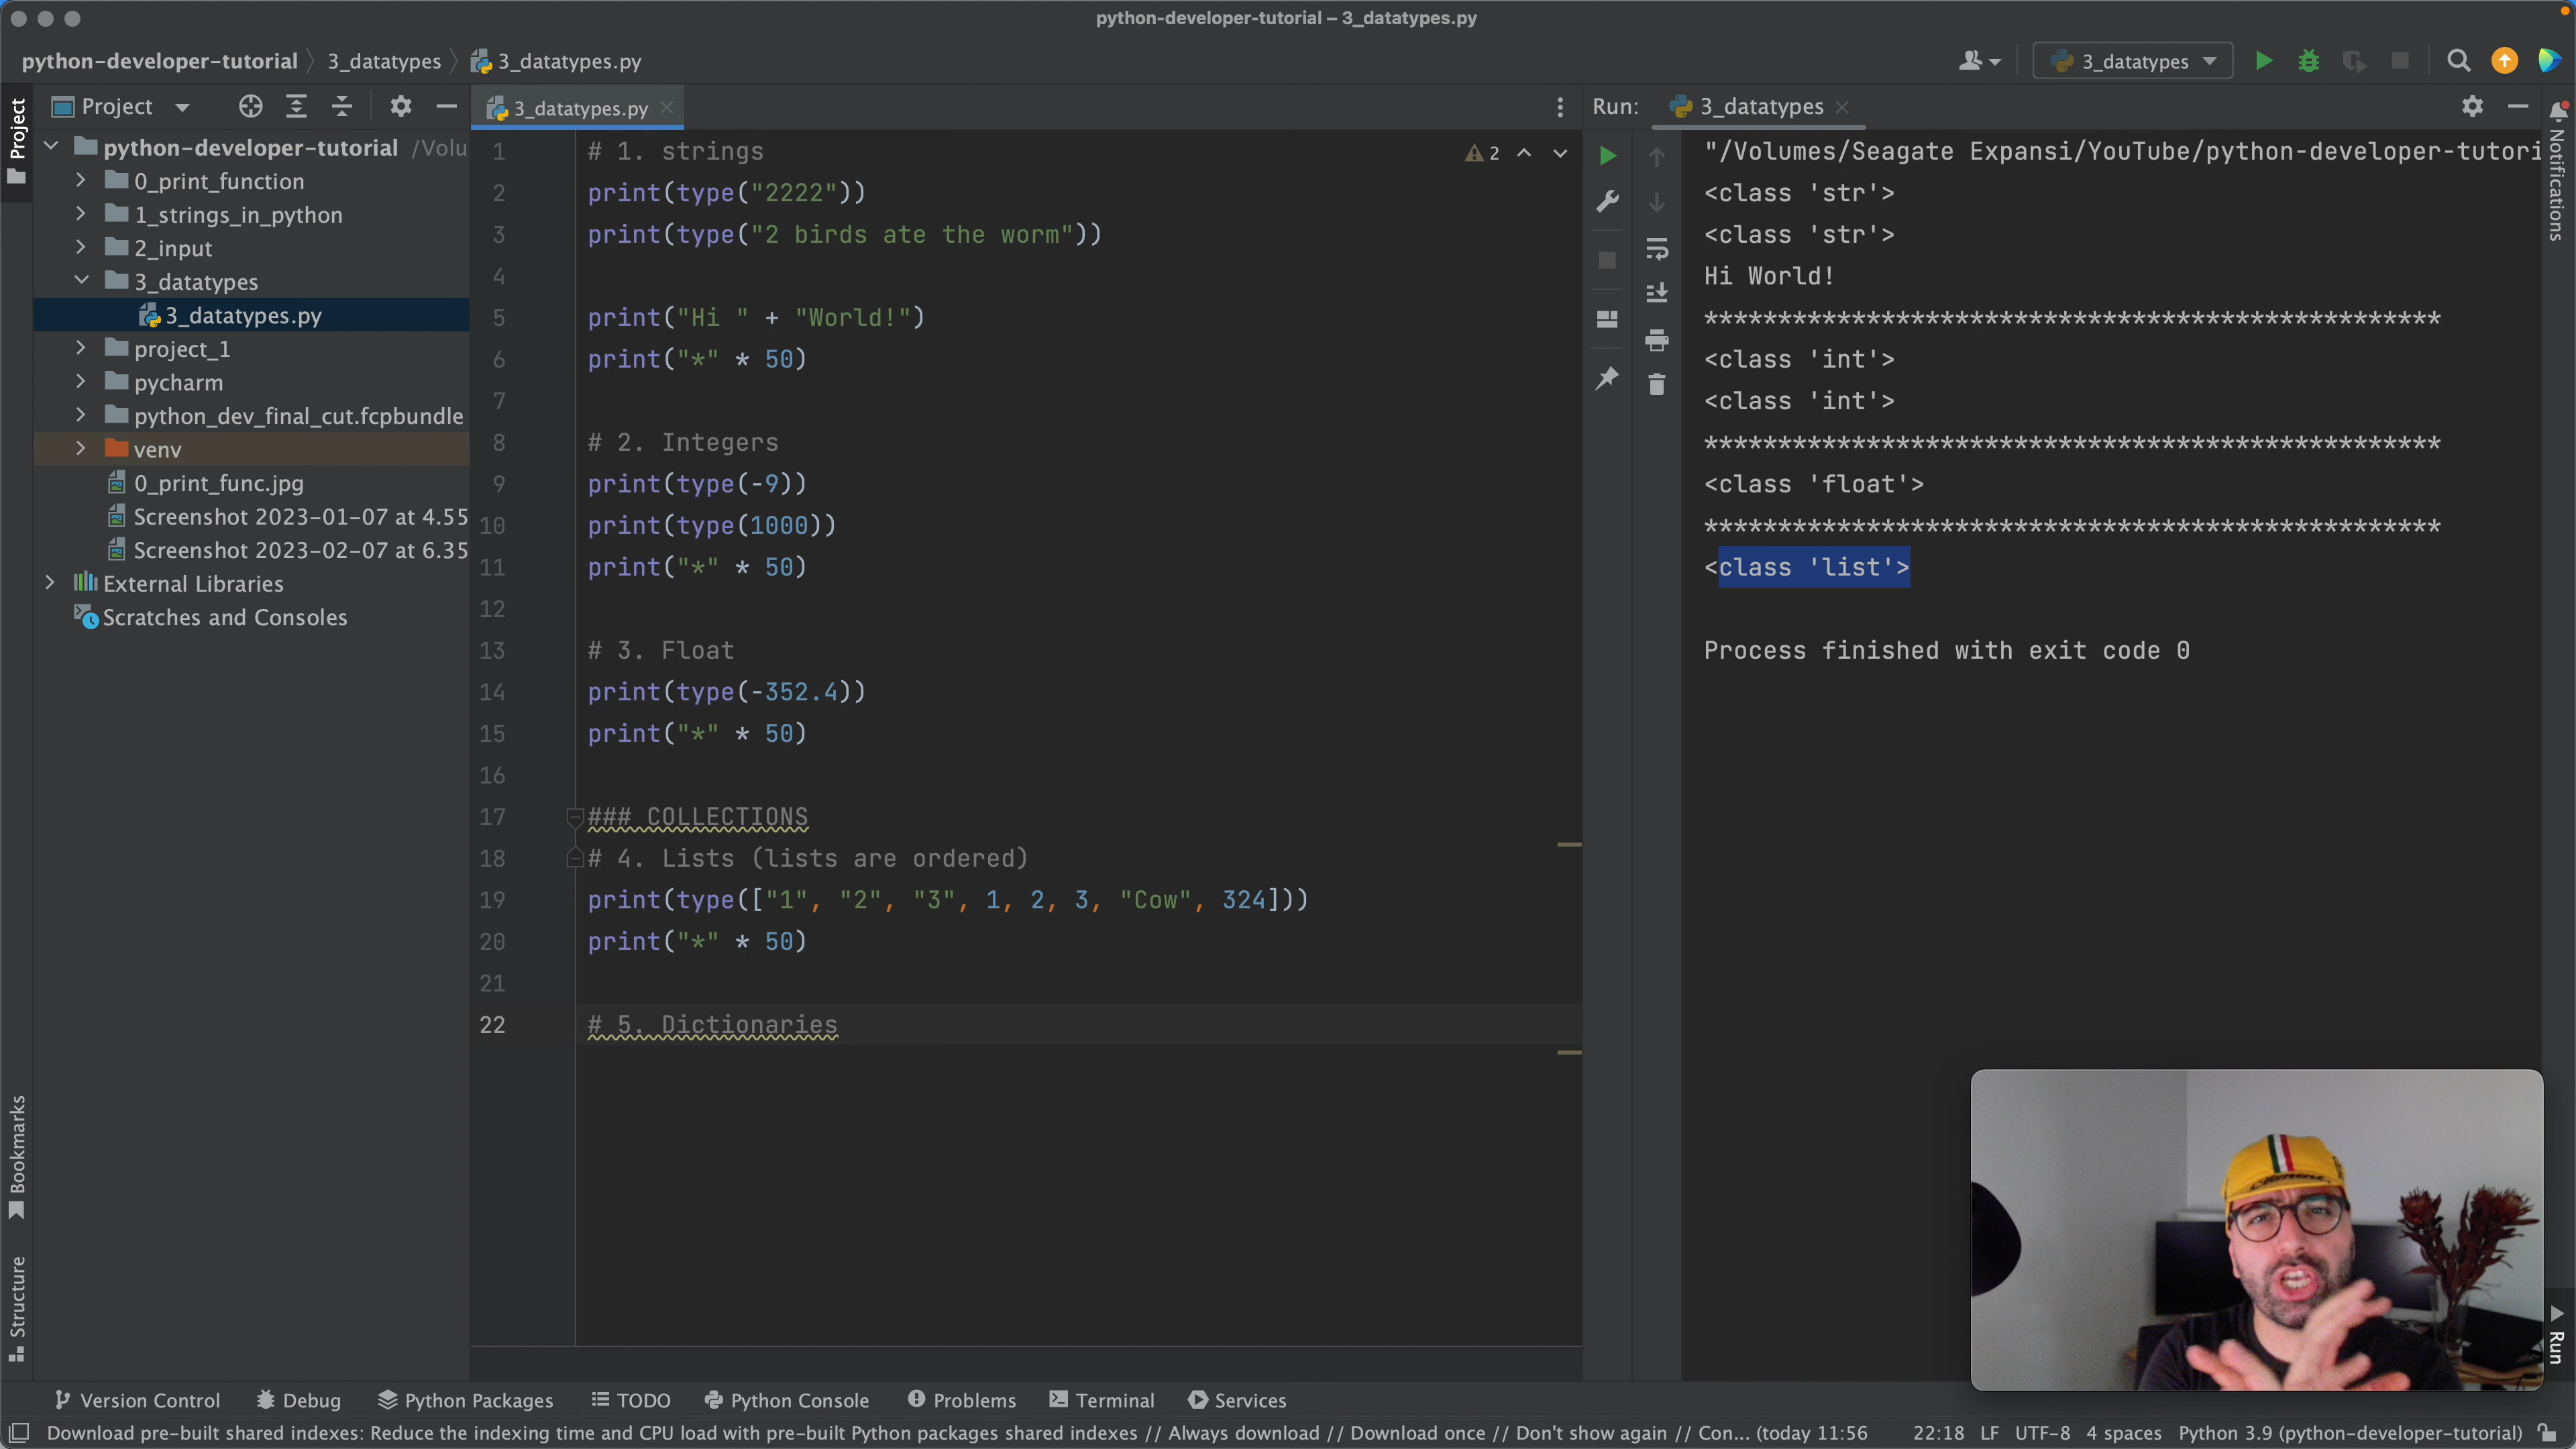 python-developer-tutorial – 3_datatypes.py
python-developer-tutorial 3_datatypes 3_datatypes.py
3_datatypes
Project
Project
3_datatypes.py
Run: 3_datatypes
Notifications
python-developer-tutorial /Volu
0_print_function
1_strings_in_python
2_input
3_datatypes
3_datatypes.py
project_1
pycharm
python_dev_final_cut.fcpbundle
venv
0_print_func.jpg
Screenshot 2023-01-07 at 4.55
Screenshot 2023-02-07 at 6.35
External Libraries
Scratches and Consoles
Bookmarks
Structure
2
1 # 1. strings
2 print(type("2222"))
3 print(type("2 birds ate the worm"))
4
5 print("Hi " + "World!")
6 print("*" * 50)
7
8 # 2. Integers
9 print(type(-9))
10 print(type(1000))
11 print("*" * 50)
12
13 # 3. Float
14 print(type(-352.4))
15 print("*" * 50)
16
17 ### COLLECTIONS
18 # 4. Lists (lists are ordered)
19 print(type(["1", "2", "3", 1, 2, 3, "Cow", 324]))
20 print("*" * 50)
21
22 # 5. Dictionaries
"/Volumes/Seagate Expansi/YouTube/python-developer-tutori
<class 'str'>
<class 'str'>
Hi World!
**************************************************
<class 'int'>
<class 'int'>
**************************************************
<class 'float'>
**************************************************
<class 'list'>
Process finished with exit code 0
Run
Version Control Debug Python Packages TODO Python Console Problems Terminal Services
Download pre-built shared indexes: Reduce the indexing time and CPU load with pre-built Python packages shared indexes // Always download // Download once // Don't show again // Con... (today 11:56 22:18 LF UTF-8 4 spaces Python 3.9 (python-developer-tutorial)